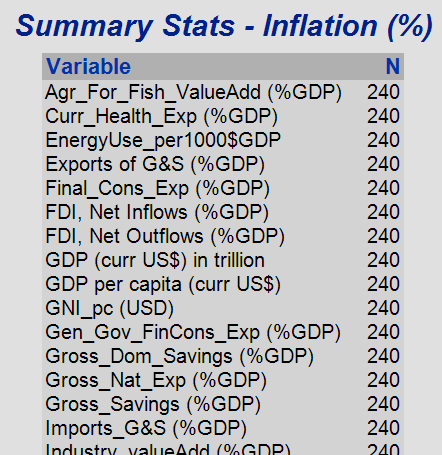 Summary Stats - Inflation (%)
Variable N
Agr_For_Fish_ValueAdd (%GDP) 240
Curr_Health_Exp (%GDP) 240
EnergyUse_per1000$GDP 240
Exports of G&S (%GDP) 240
Final_Cons_Exp (%GDP) 240
FDI, Net Inflows (%GDP) 240
FDI, Net Outflows (%GDP) 240
GDP (curr US$) in trillion 240
GDP per capita (curr US$) 240
GNI_pc (USD) 240
Gen_Gov_FinCons_Exp (%GDP) 240
Gross_Dom_Savings (%GDP) 240
Gross_Nat_Exp (%GDP) 240
Gross_Savings (%GDP) 240
Imports_G&S (%GDP) 240
Industry_valueAdd (%GDP) 240